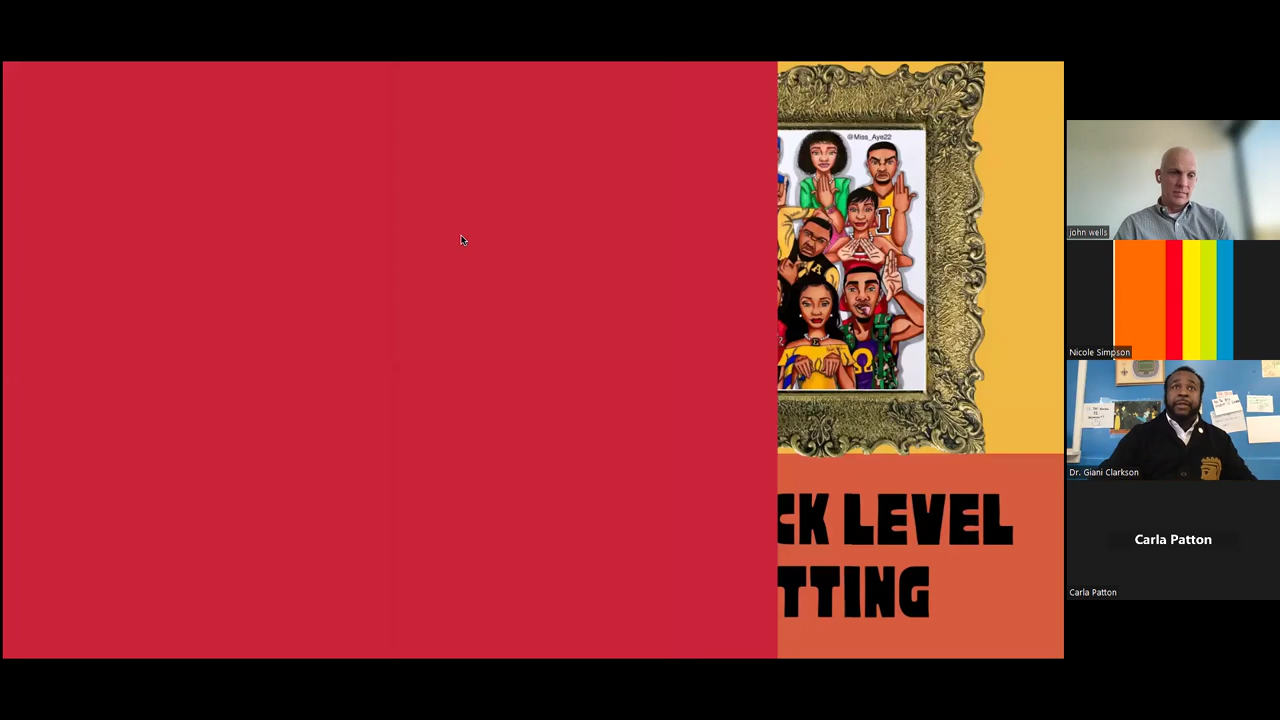 @Miss_Aye22
CK LEVEL
TTING
I
Ω
john wells
Nicole Simpson
Dr. Giani Clarkson
Carla Patton
Carla Patton